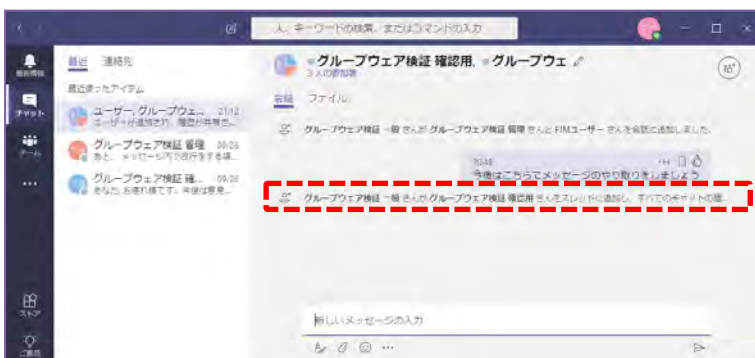 人、キーワードの検索、またはコマンドの入力
最新情報
チャット
チーム
ストア
最近 連絡先
最近使ったアイテム
ユーザー, グループウェ... 21:12
ユーザーが追加され、履歴が共有さ...
グループウェア検証 管理 09/26
あと、メッセージ内で改行をする場...
グループウェア検証 確... 09/26
あなた: お疲れ様です。今後は意見...
グループウェア検証 確認用, グループウェ
3 人の参加者
会話 ファイル
グループウェア検証 一般 さんが グループウェア検証 管理 さんと FIMユーザー さんを会話に追加しました。
今後はこちらでメッセージのやり取りをしましょう
グループウェア検証 一般 さんが グループウェア検証 確認用 さんをスレッドに追加し、すべてのチャットの履...
新しいメッセージの入力